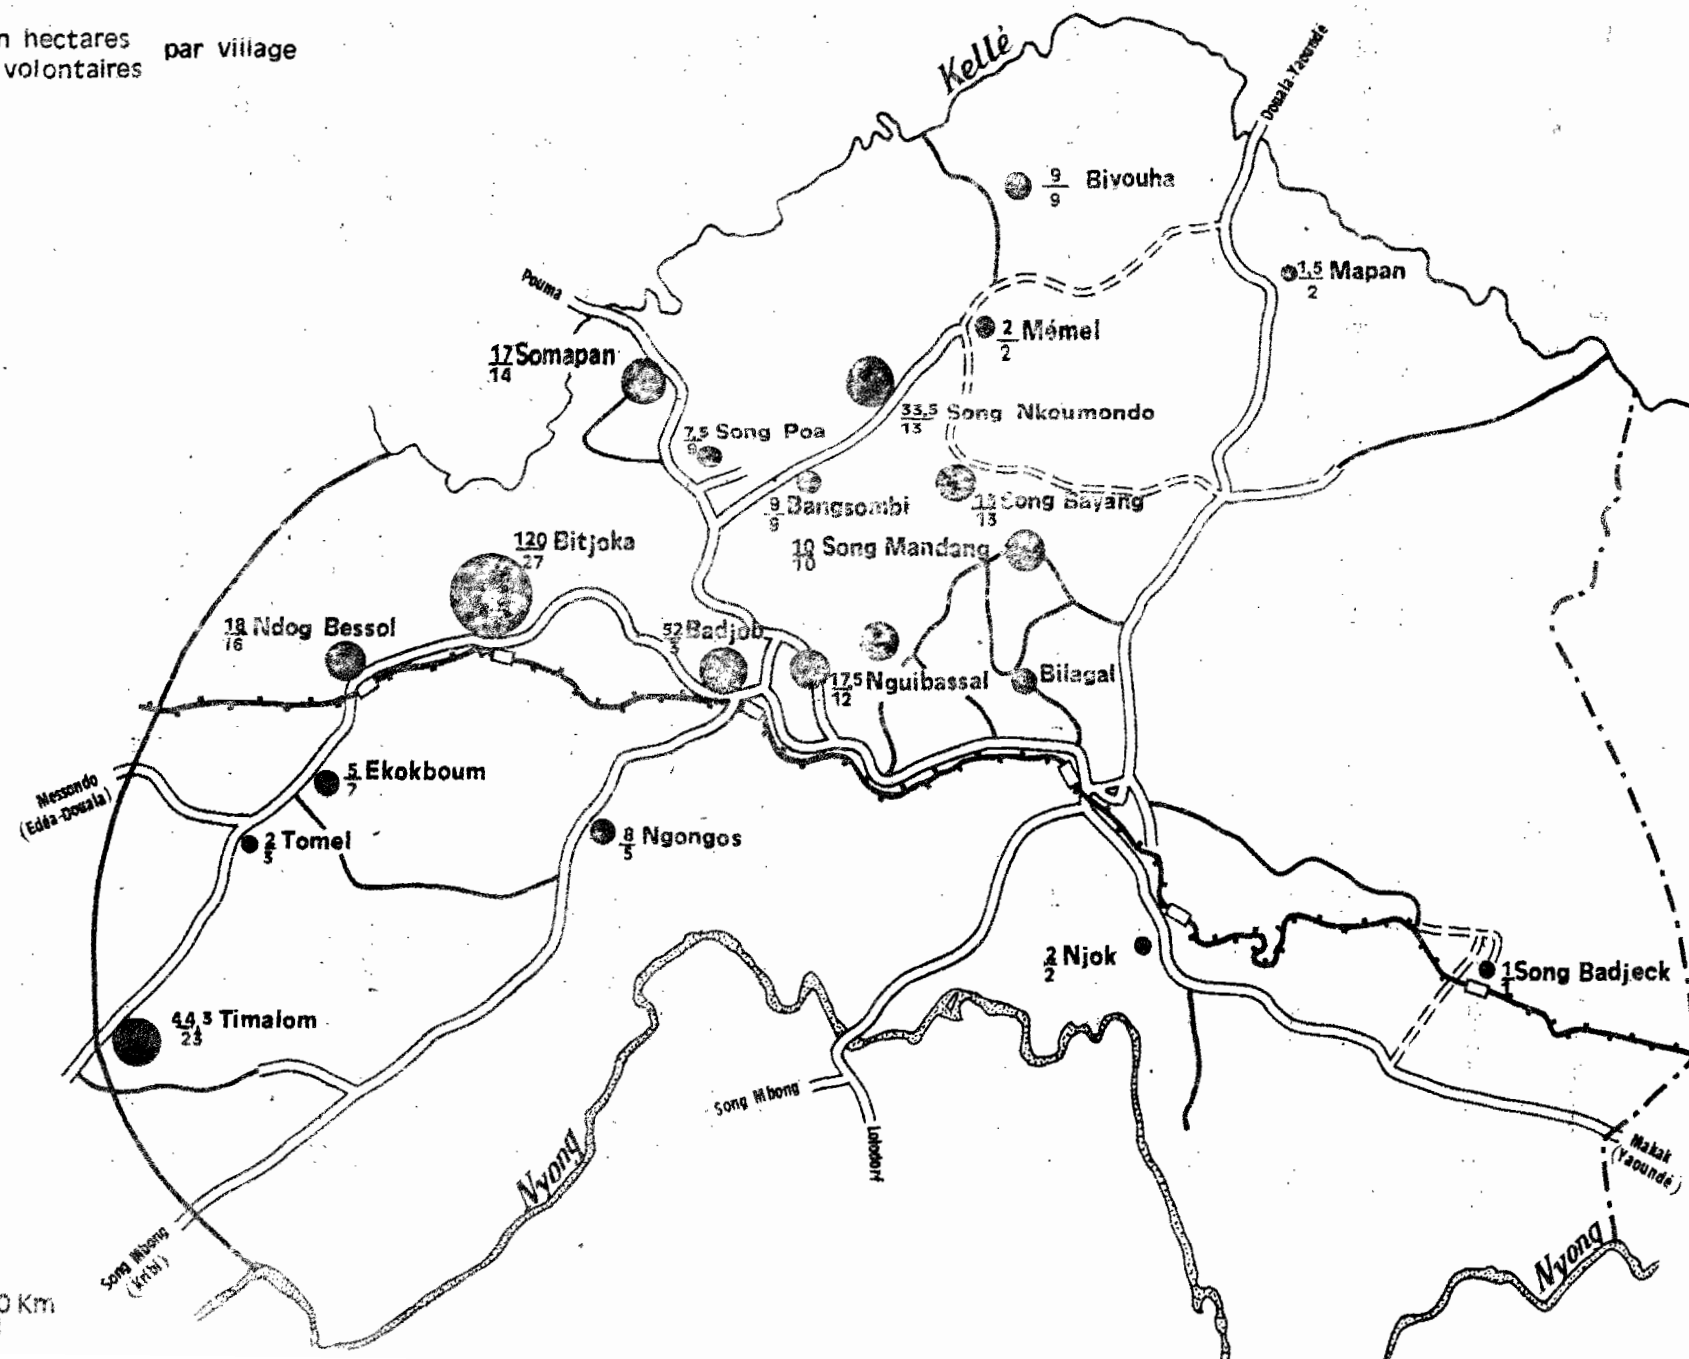 n hectares
volontaires
par village
Kellé
Douala-Yaoundé
9
9
Biyouha
1,5
2
Mapan
Pouma
2
2
Mémel
17
14
Somapan
33,5
13
Song Nkoumondo
7,5
9
Song Poa
9
9
Bangsombi
13
13
Song Bayang
10
10
Song Mandang
120
27
Bitjoka
18
16
Ndog Bessol
52
Badjob
17,5
12
Nguibassal
Bilagal
5
7
Ekokboum
Messondo
(Edéa-Douala)
2
3
Tomel
8
5
Ngongos
2
2
Njok
1
1
Song Badjeck
44,3
23
Timalom
Song Mbong
Lolodorf
Nyong
Makak
(Yaoundé)
Song Mbong
(Kribi)
Nyong
0 Km